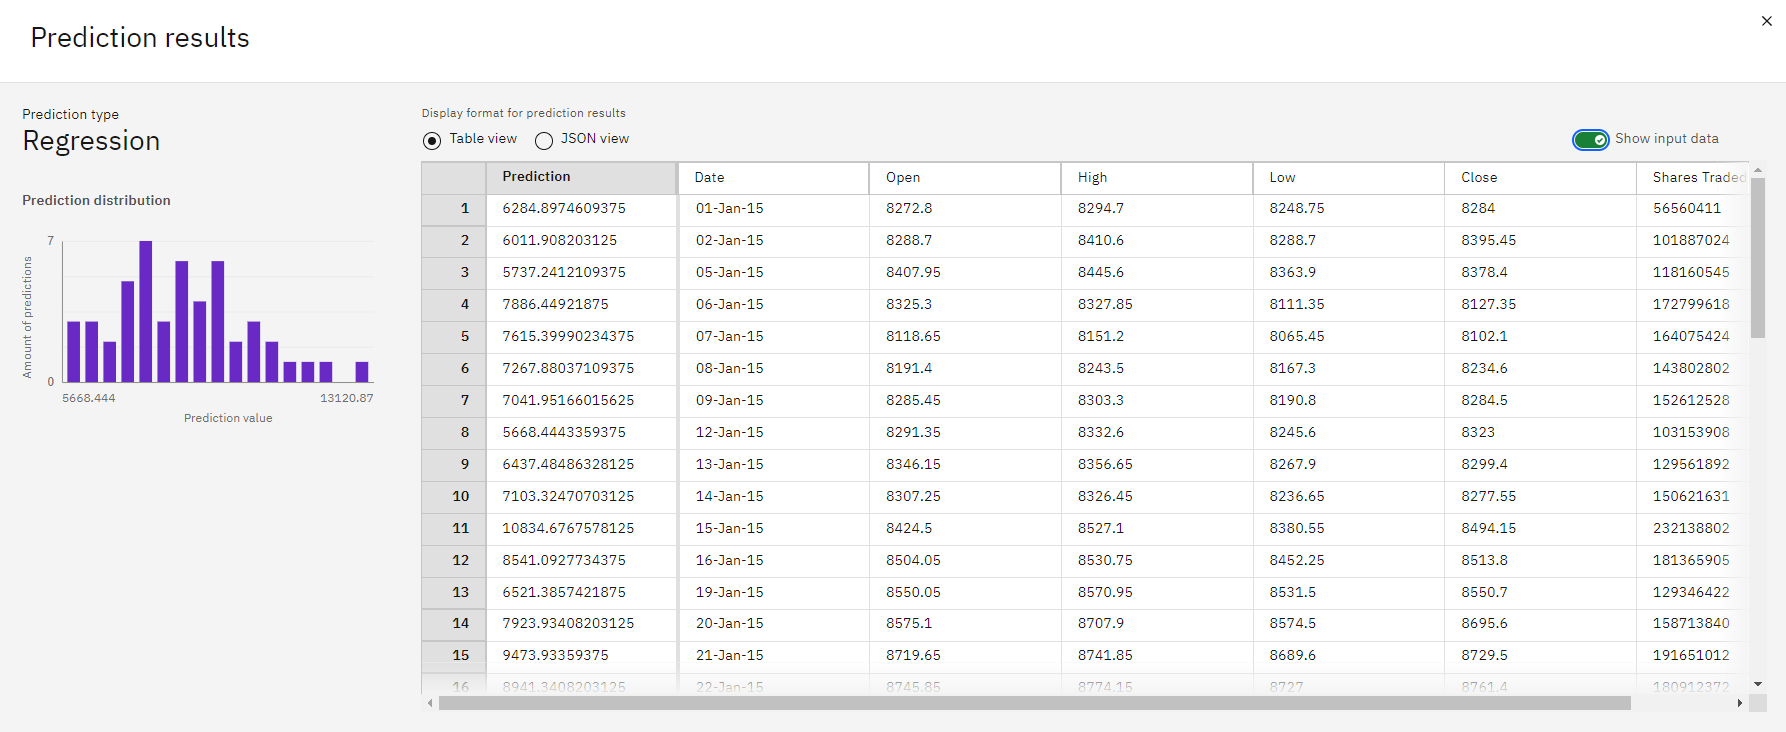 Prediction results
Prediction type
Regression
Prediction distribution
7
Amount of predictions
0
5668.444 13120.87
Prediction value
Display format for prediction results
Table view JSON view Show input data
Prediction Date Open High Low Close Shares Traded
1 6284.8974609375 01-Jan-15 8272.8 8294.7 8248.75 8284 56560411
2 6011.908203125 02-Jan-15 8288.7 8410.6 8288.7 8395.45 101887024
3 5737.2412109375 05-Jan-15 8407.95 8445.6 8363.9 8378.4 118160545
4 7886.44921875 06-Jan-15 8325.3 8327.85 8111.35 8127.35 172799618
5 7615.39990234375 07-Jan-15 8118.65 8151.2 8065.45 8102.1 164075424
6 7267.88037109375 08-Jan-15 8191.4 8243.5 8167.3 8234.6 143802802
7 7041.95166015625 09-Jan-15 8285.45 8303.3 8190.8 8284.5 152612528
8 5668.4443359375 12-Jan-15 8291.35 8332.6 8245.6 8323 103153908
9 6437.48486328125 13-Jan-15 8346.15 8356.65 8267.9 8299.4 129561892
10 7103.32470703125 14-Jan-15 8307.25 8326.45 8236.65 8277.55 150621631
11 10834.6767578125 15-Jan-15 8424.5 8527.1 8380.55 8494.15 232138802
12 8541.0927734375 16-Jan-15 8504.05 8530.75 8452.25 8513.8 181365905
13 6521.3857421875 19-Jan-15 8550.05 8570.95 8531.5 8550.7 129346422
14 7923.93408203125 20-Jan-15 8575.1 8707.9 8574.5 8695.6 158713840
15 9473.93359375 21-Jan-15 8719.65 8741.85 8689.6 8729.5 191651012
16 8941.3408203125 22-Jan-15 8745.85 8774.15 8727 8761.4 180912372